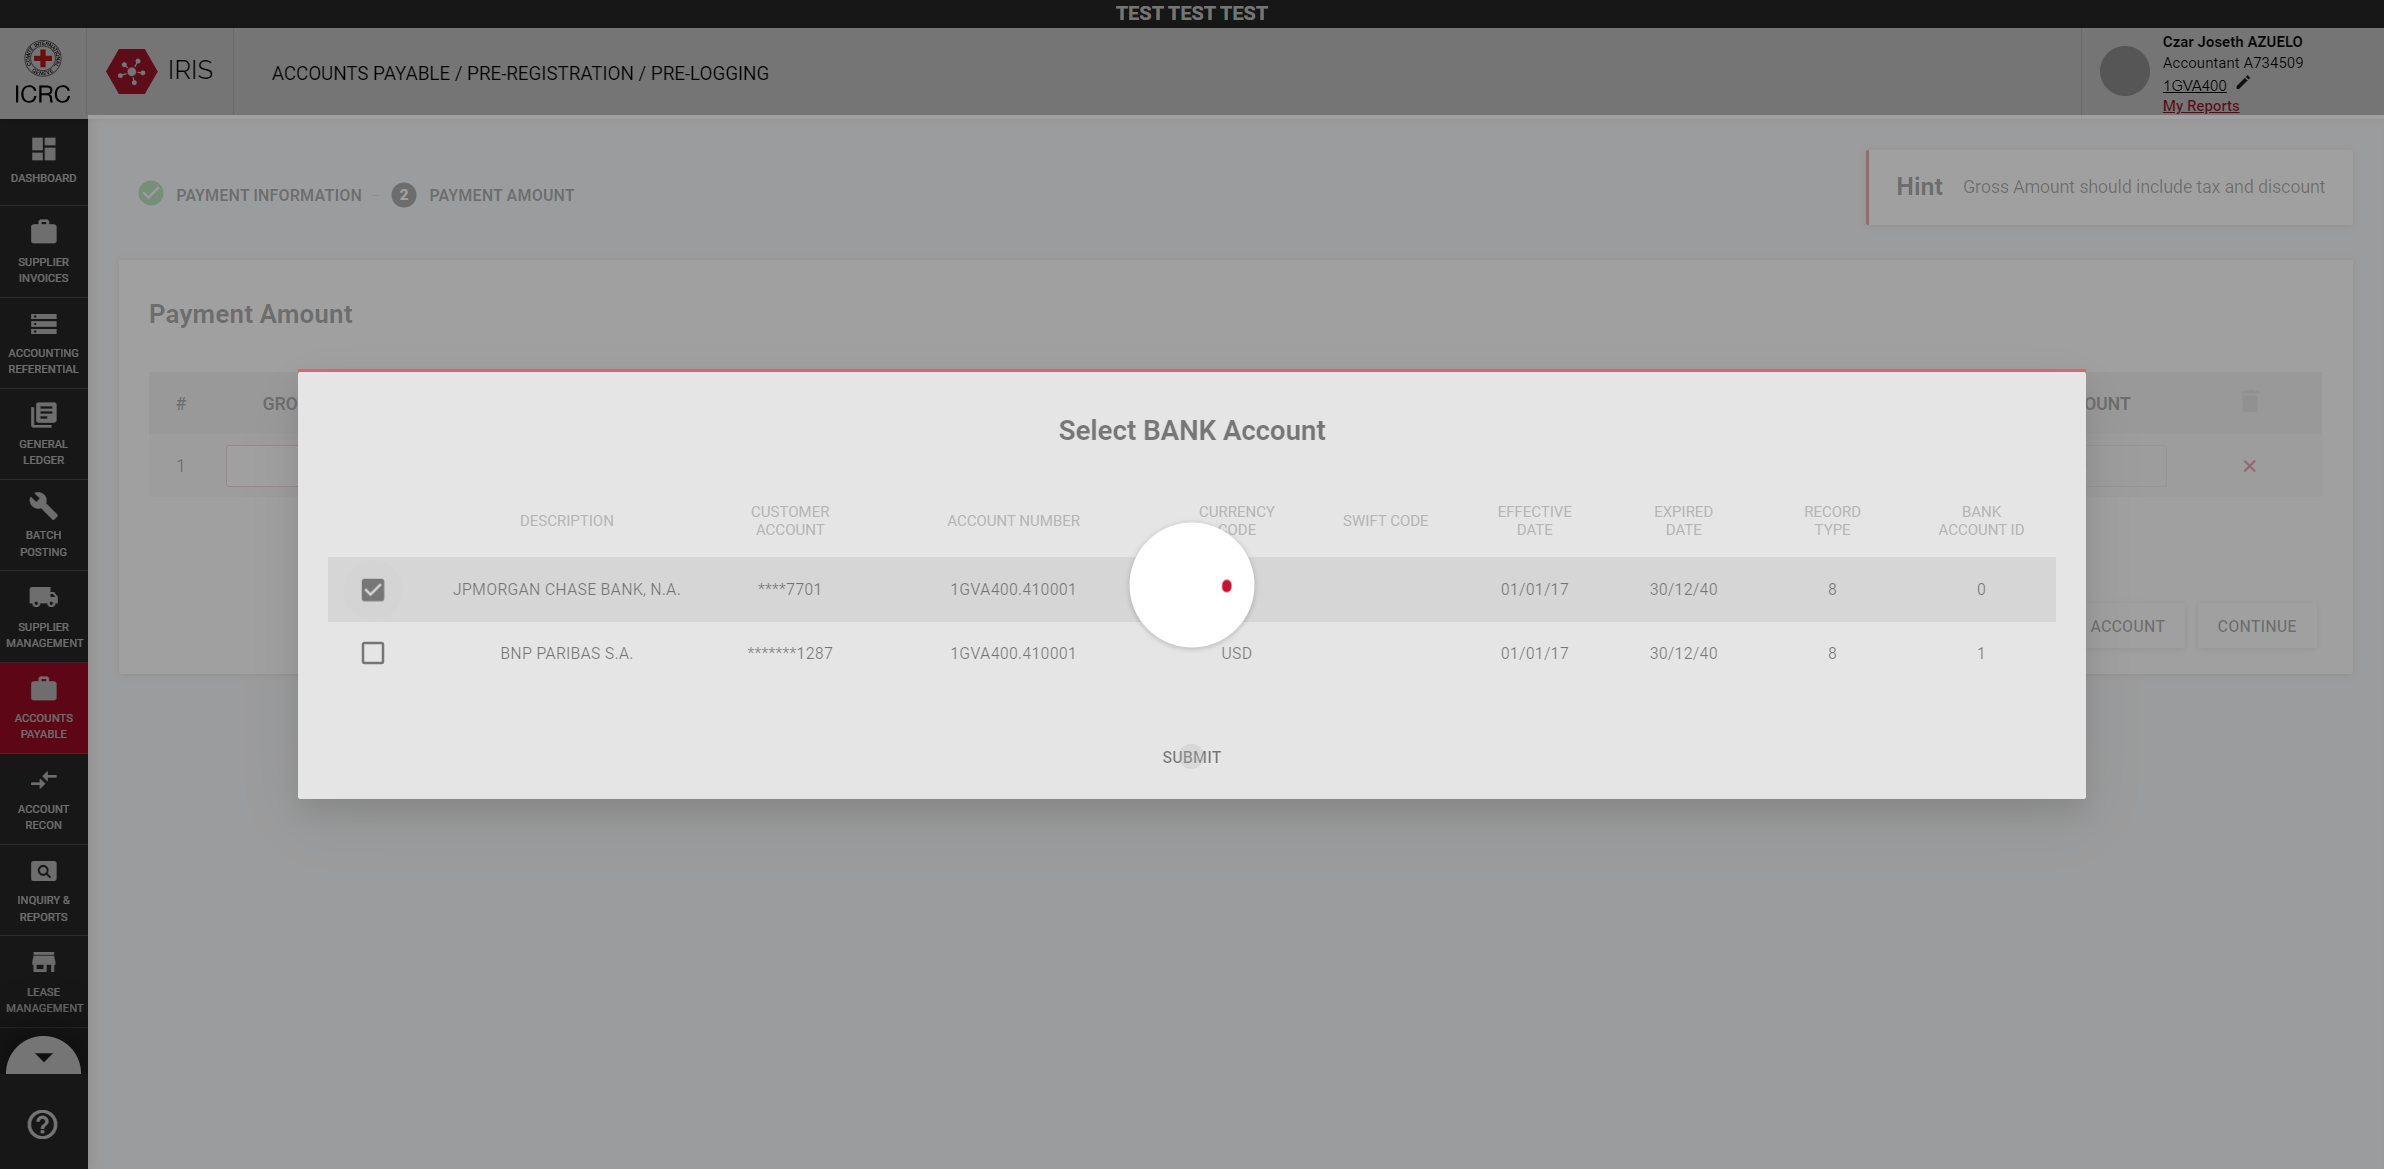 TEST TEST TEST
ICRC
IRIS
ACCOUNTS PAYABLE / PRE-REGISTRATION / PRE-LOGGING
Czar Joseth AZUELO
Accountant A734509
1GVA400
My Reports
DASHBOARD
SUPPLIER
INVOICES
ACCOUNTING
REFERENTIAL
GENERAL
LEDGER
BATCH
POSTING
SUPPLIER
MANAGEMENT
ACCOUNTS
PAYABLE
ACCOUNT
RECON
INQUIRY &
REPORTS
LEASE
MANAGEMENT
PAYMENT INFORMATION
2 PAYMENT AMOUNT
Hint Gross Amount should include tax and discount
Payment Amount
# GRO OUNT
1
Select BANK Account
DESCRIPTION CUSTOMER ACCOUNT ACCOUNT NUMBER CURRENCY CODE SWIFT CODE EFFECTIVE DATE EXPIRED DATE RECORD TYPE BANK ACCOUNT ID
JPMORGAN CHASE BANK, N.A. ****7701 1GVA400.410001 01/01/17 30/12/40 8 0
BNP PARIBAS S.A. *******1287 1GVA400.410001 USD 01/01/17 30/12/40 8 1
SUBMIT
ACCOUNT
CONTINUE